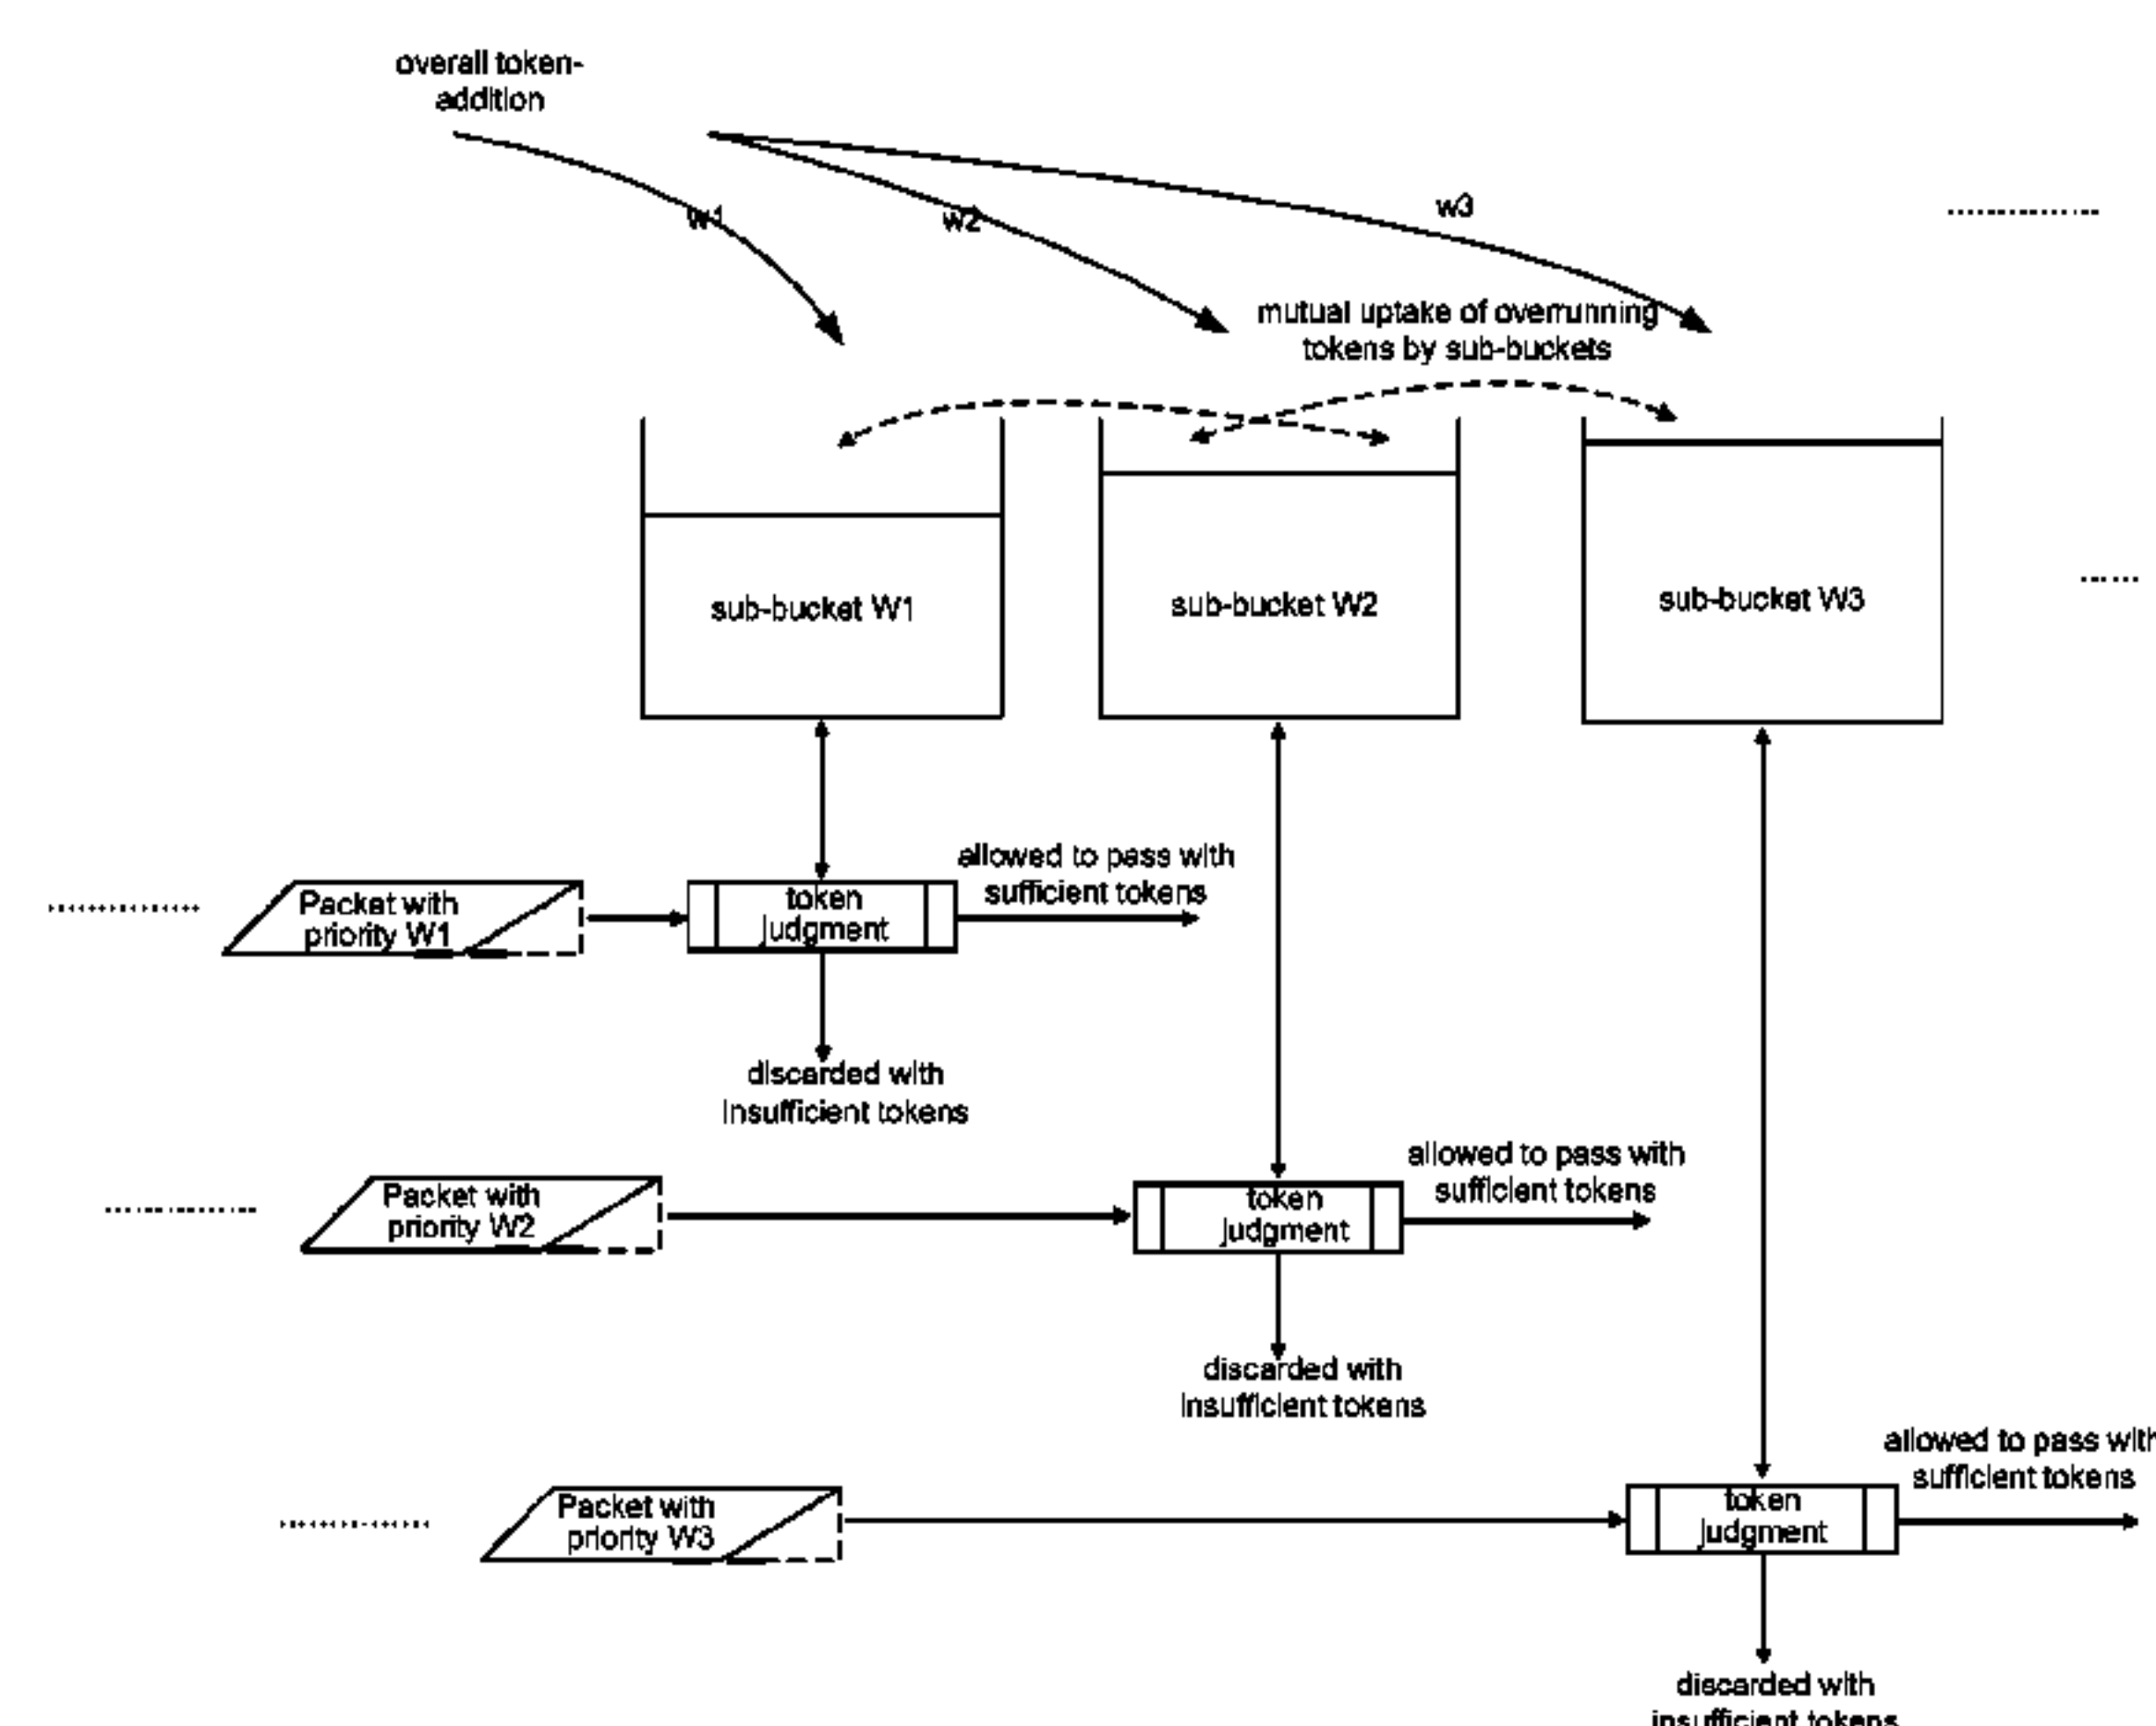 overall token-
addition
w1
w2
w3
mutual uptake of overrunning
tokens by sub-buckets
sub-bucket W1
sub-bucket W2
sub-bucket W3
allowed to pass with
sufficient tokens
Packet with
priority W1
token
judgment
discarded with
insufficient tokens
allowed to pass with
sufficient tokens
Packet with
priority W2
token
judgment
discarded with
insufficient tokens
allowed to pass with
sufficient tokens
Packet with
priority W3
token
judgment
discarded with
insufficient tokens